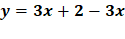 y = 3x + 2 − 3x